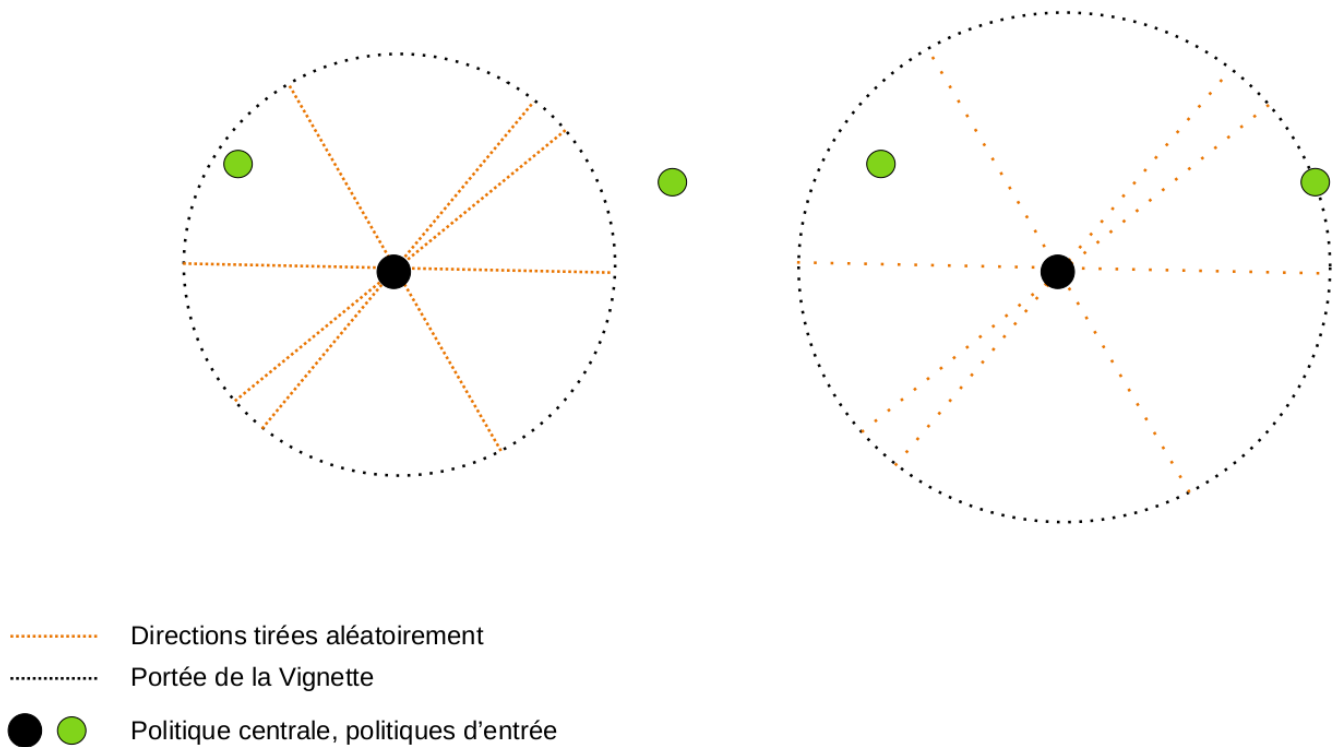 Directions tirées aléatoirement
Portée de la Vignette
Politique centrale, politiques d’entrée